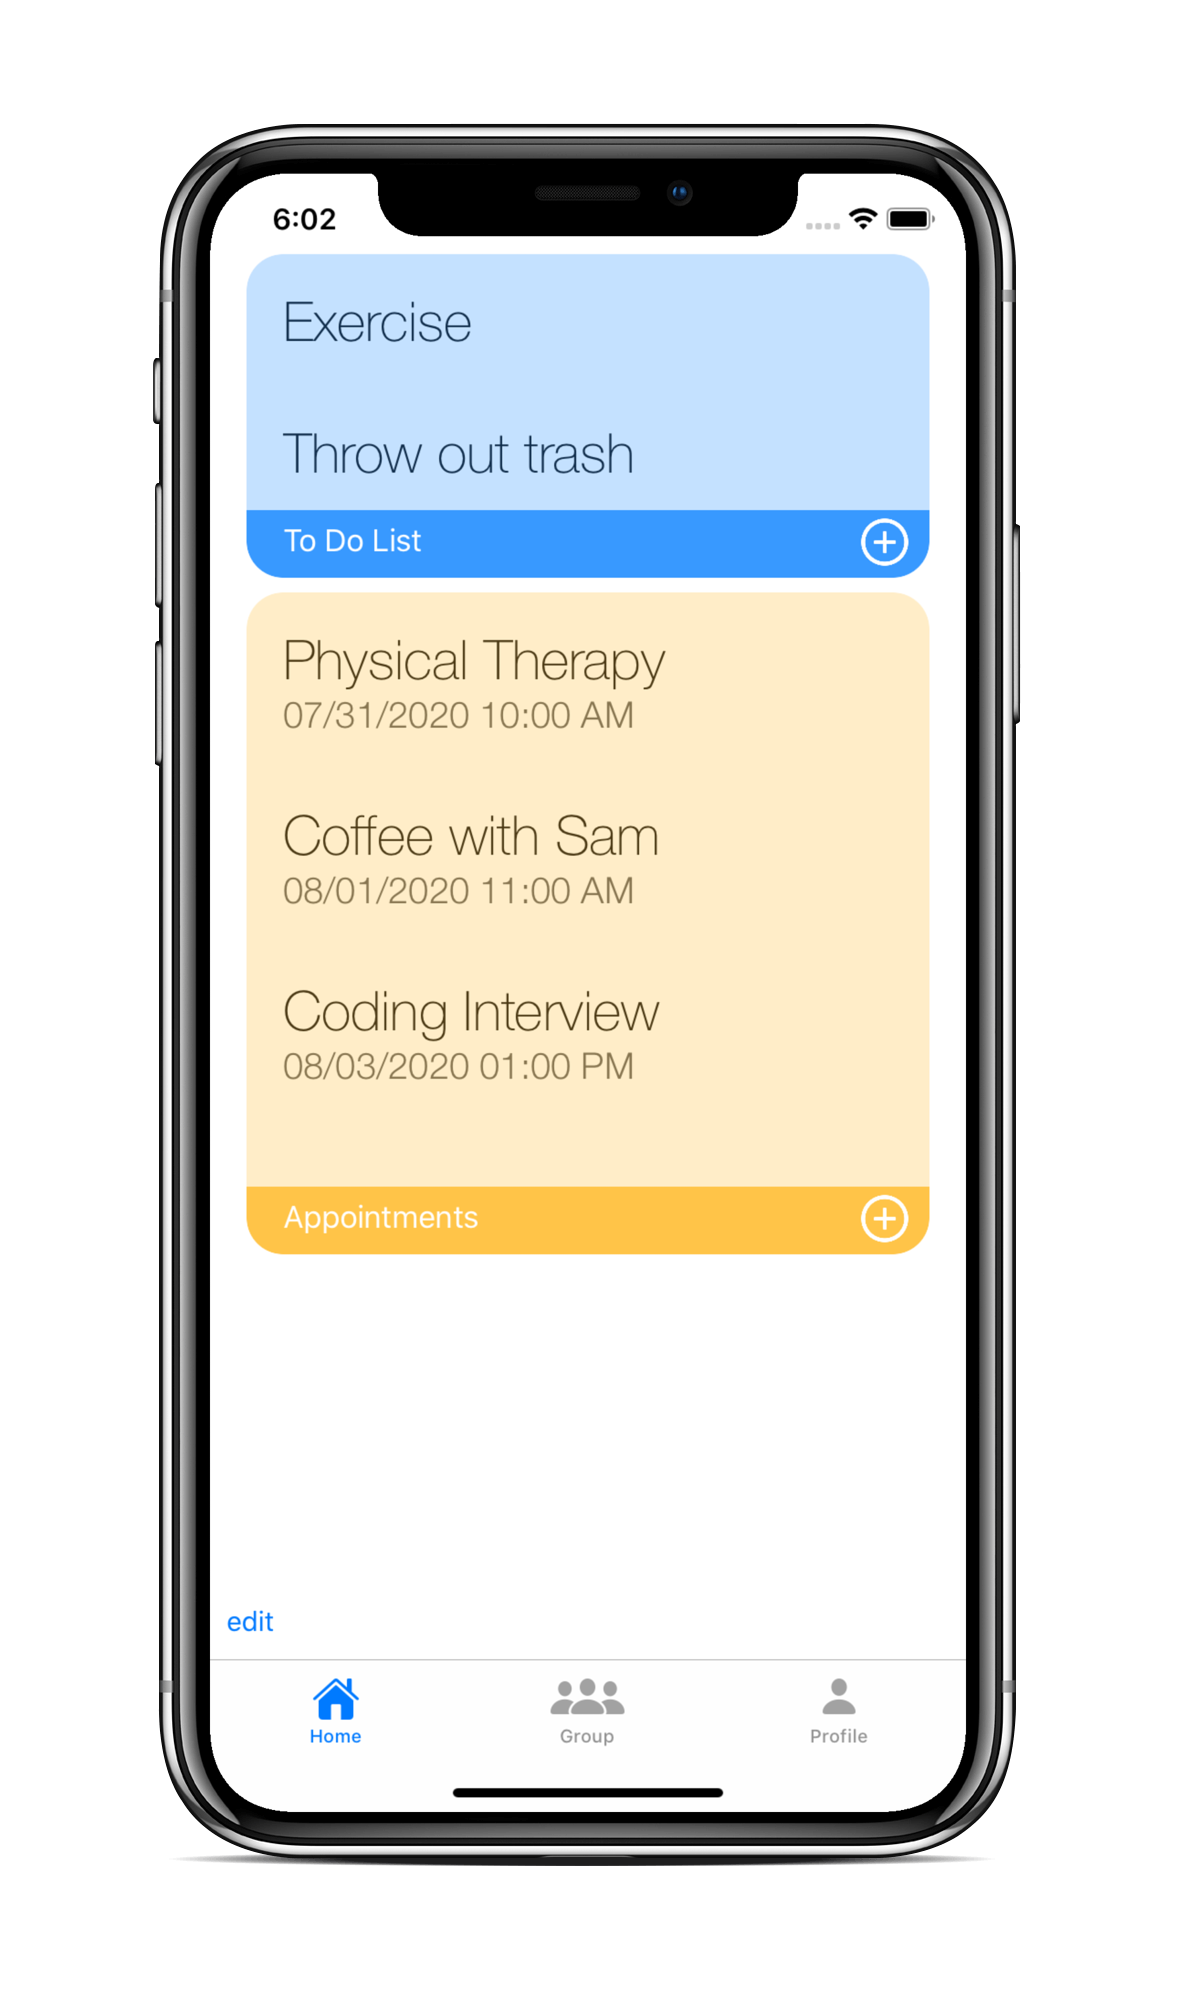 6:02
Exercise
Throw out trash
To Do List
Physical Therapy
07/31/2020 10:00 AM
Coffee with Sam
08/01/2020 11:00 AM
Coding Interview
08/03/2020 01:00 PM
Appointments
edit
Home
Group
Profile